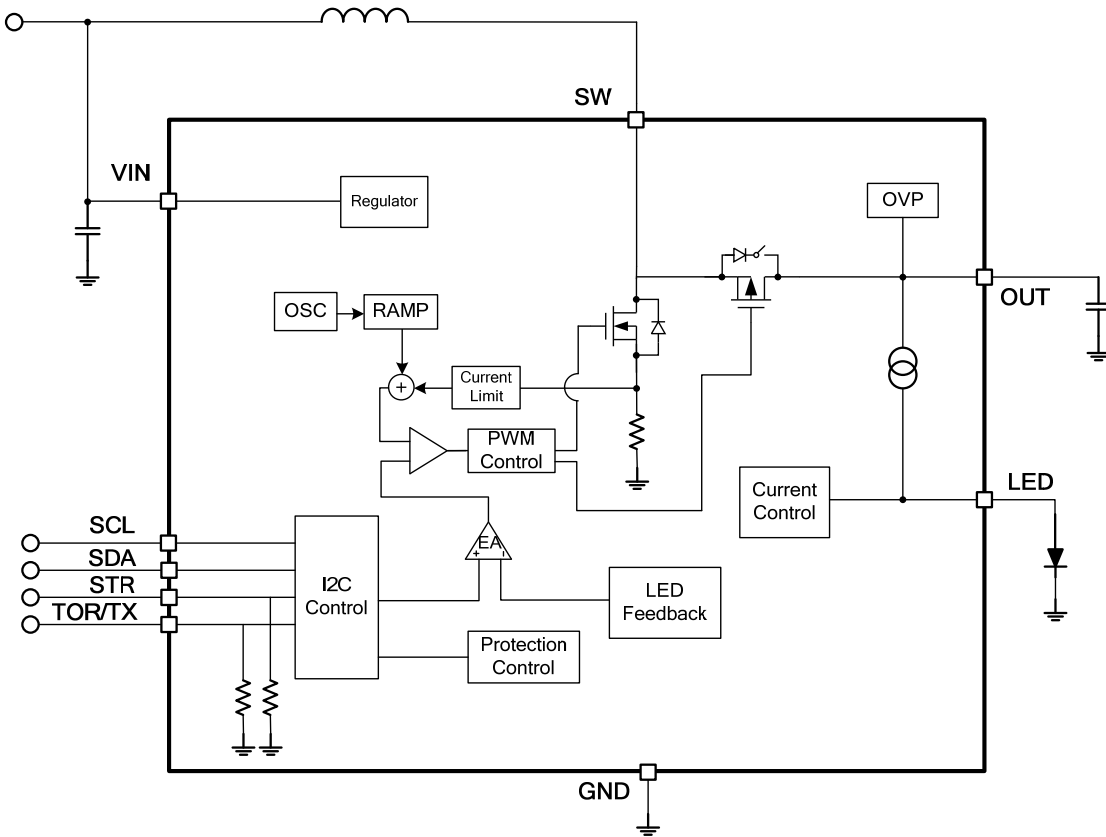 SW
VIN
Regulator
OVP
OUT
OSC
RAMP
+
Current
Limit
PWM
Control
Current
Control
LED
SCL
SDA
STR
TOR/TX
I2C
Control
EA
+ -
LED
Feedback
Protection
Control
GND